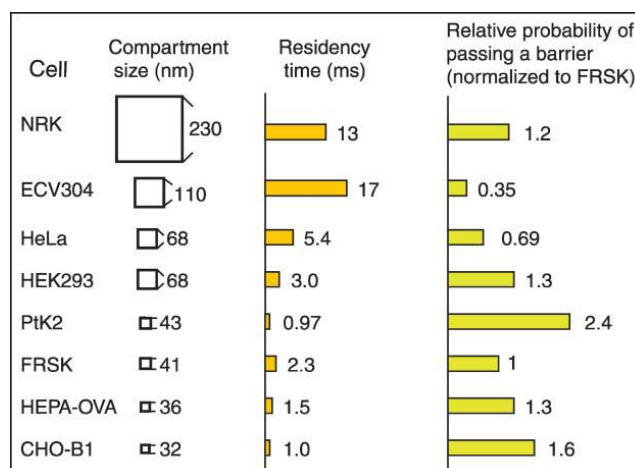 Cell Compartment size (nm) Residency time (ms) Relative probability of passing a barrier (normalized to FRSK)
NRK 230 13 1.2
ECV304 110 17 0.35
HeLa 68 5.4 0.69
HEK293 68 3.0 1.3
PtK2 43 0.97 2.4
FRSK 41 2.3 1
HEPA-OVA 36 1.5 1.3
CHO-B1 32 1.0 1.6